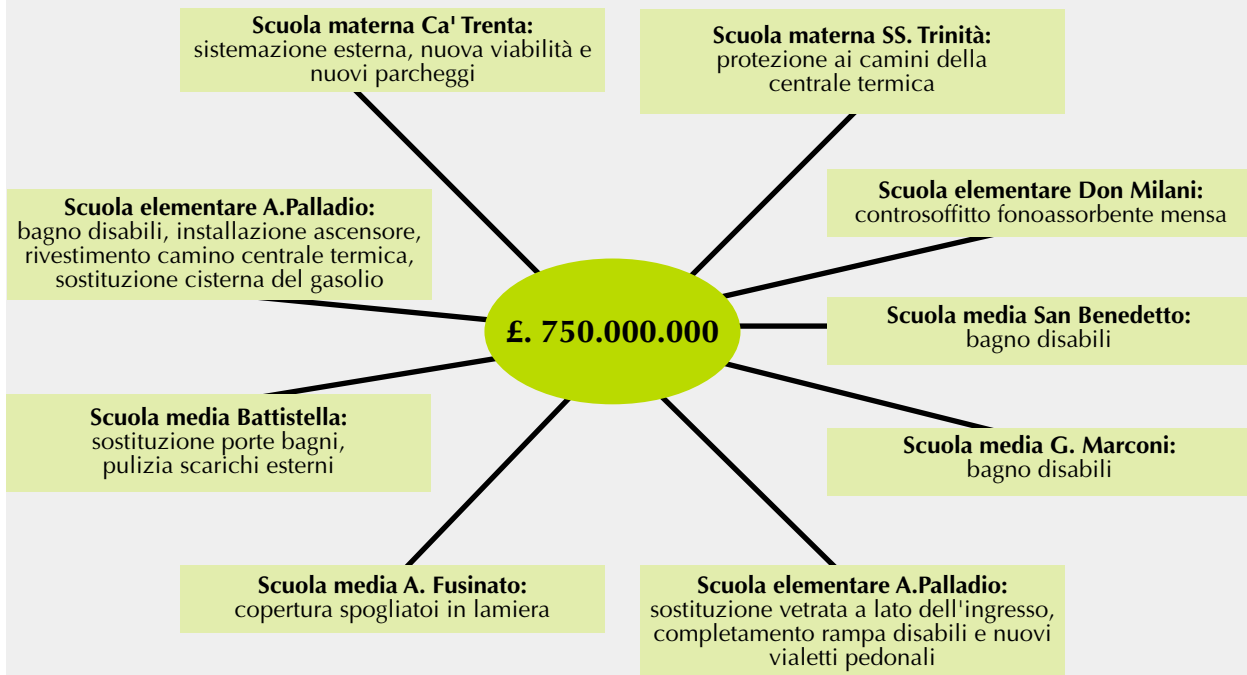 Scuola materna Ca' Trenta:
sistemazione esterna, nuova viabilità e
nuovi parcheggi
Scuola materna SS. Trinità:
protezione ai camini della
centrale termica
Scuola elementare A.Palladio:
bagno disabili, installazione ascensore,
rivestimento camino centrale termica,
sostituzione cisterna del gasolio
Scuola elementare Don Milani:
controsoffitto fonoassorbente mensa
£. 750.000.000
Scuola media San Benedetto:
bagno disabili
Scuola media Battistella:
sostituzione porte bagni,
pulizia scarichi esterni
Scuola media G. Marconi:
bagno disabili
Scuola media A. Fusinato:
copertura spogliatoi in lamiera
Scuola elementare A.Palladio:
sostituzione vetrata a lato dell'ingresso,
completamento rampa disabili e nuovi
vialetti pedonali